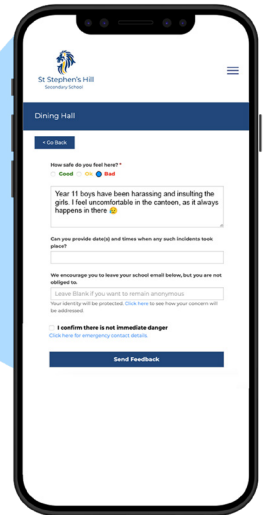 St Stephen's Hill
Secondary School
Dining Hall
Go Back
How safe do you feel here? *
Good Ok Bad
Year 11 boys have been harassing and insulting the
girls. I feel uncomfortable in the canteen, as it always
happens in there 😥
Can you provide date(s) and times when any such incidents took
place?
We encourage you to leave your school email below, but you are not
obliged to.
Leave Blank if you want to remain anonymous
Your identity will be protected. Click here to see how your concern will
be addressed.
I confirm there is not immediate danger
Click here for emergency contact details.
Send Feedback